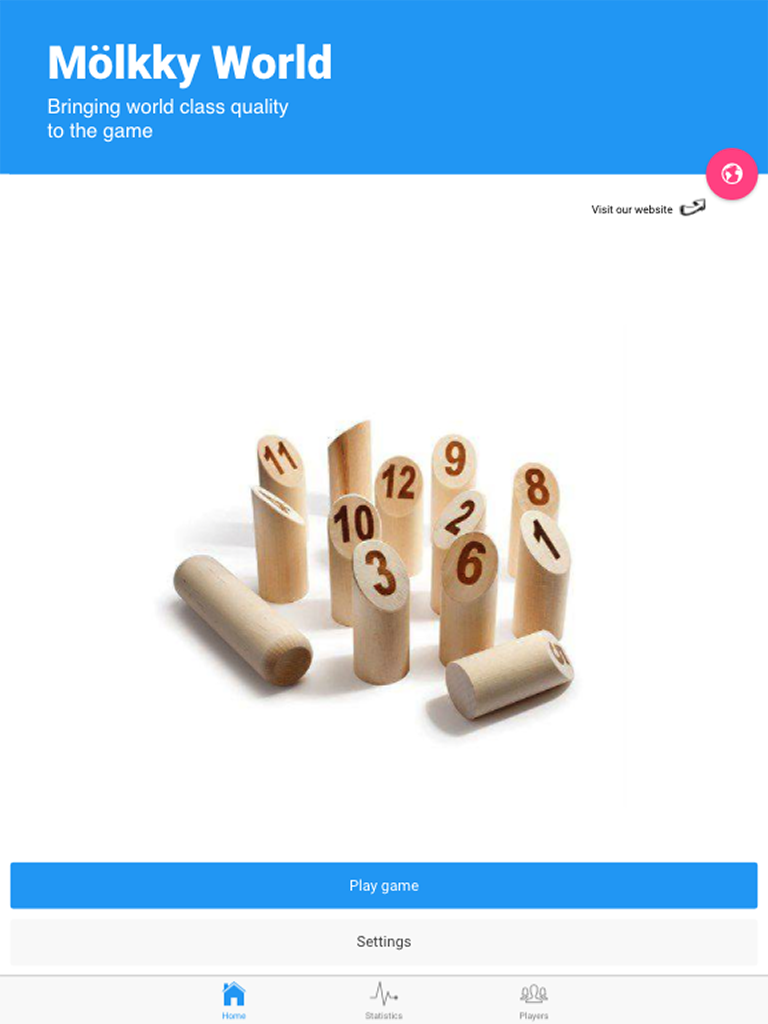 Mölkky World
Bringing world class quality
to the game
Visit our website
11
12
9
8
10
2
1
3
6
5
Play game
Settings
Home
Statistics
Players